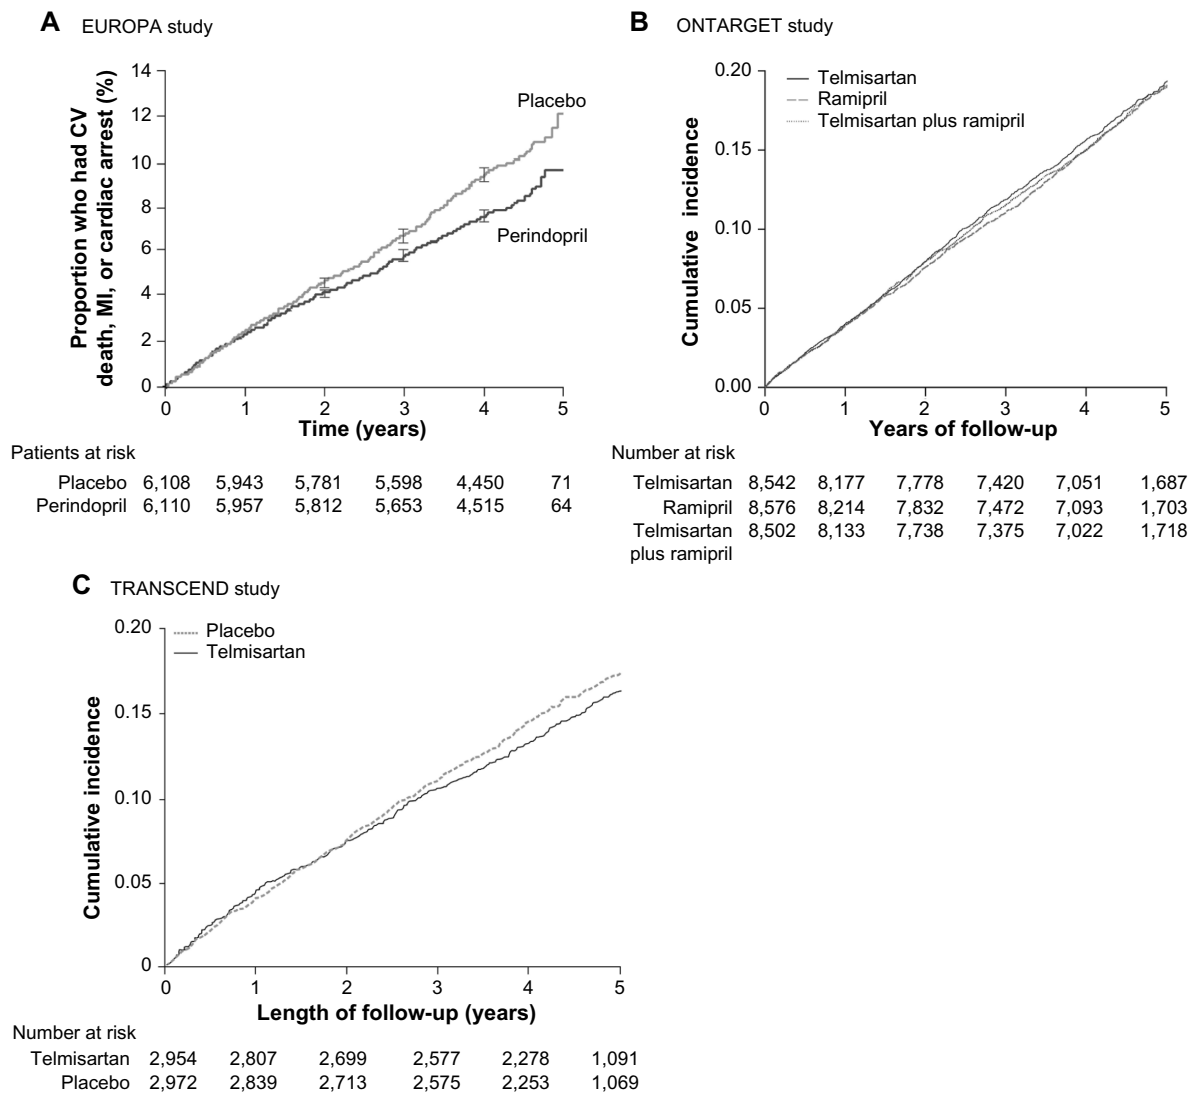 A EUROPA study
Proportion who had CV
death, MI, or cardiac arrest (%)
14
12
10
8
6
4
2
0
Placebo
Perindopril
0 1 2 3 4 5
Time (years)
Patients at risk
Placebo 6,108 5,943 5,781 5,598 4,450 71
Perindopril 6,110 5,957 5,812 5,653 4,515 64
B ONTARGET study
Cumulative incidence
0.20
0.15
0.10
0.05
0.00
Telmisartan
Ramipril
Telmisartan plus ramipril
0 1 2 3 4 5
Years of follow-up
Number at risk
Telmisartan 8,542 8,177 7,778 7,420 7,051 1,687
Ramipril 8,576 8,214 7,832 7,472 7,093 1,703
Telmisartan 8,502 8,133 7,738 7,375 7,022 1,718
plus ramipril
C TRANSCEND study
Cumulative incidence
0.20
0.15
0.10
0.05
0
Placebo
Telmisartan
0 1 2 3 4 5
Length of follow-up (years)
Number at risk
Telmisartan 2,954 2,807 2,699 2,577 2,278 1,091
Placebo 2,972 2,839 2,713 2,575 2,253 1,069